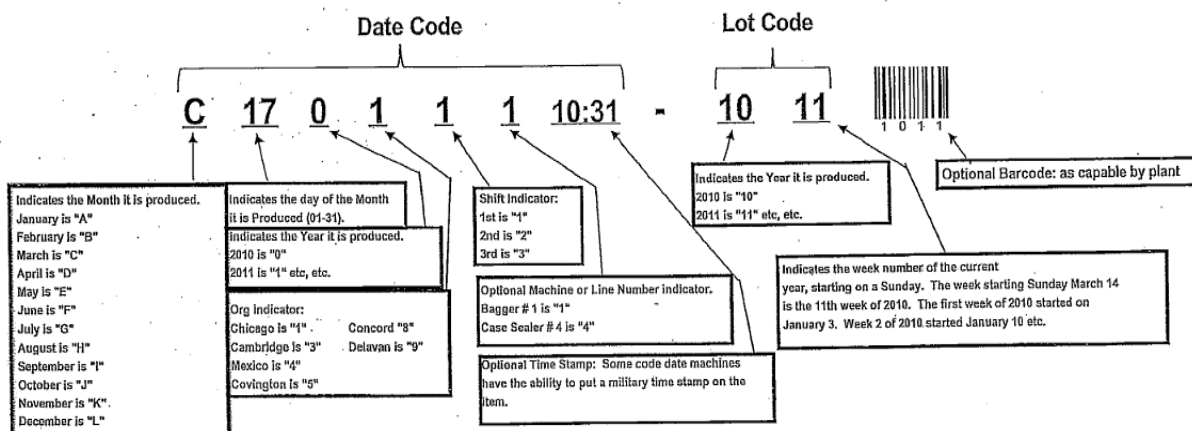 Date Code
Lot Code
C 17 0 1 1 1 10:31 - 10 11
1 0 1 1
Indicates the Month it is produced.
January is "A"
February is "B"
March is "C"
April is "D"
May is "E"
June is "F"
July is "G"
August is "H"
September is "I"
October is "J"
November is "K".
December is "L"
Indicates the day of the Month
it is Produced (01-31).
Indicates the Year it is produced.
2010 is "0"
2011 is "1" etc, etc.
Org Indicator:
Chicago is "1". Concord "8"
Cambridge is "3" Delavan is "9"
Mexico is "4"
Covington is "5"
Shift Indicator:
1st is "1"
2nd is "2"
3rd is "3"
Optional Machine or Line Number indicator.
Bagger # 1 is "1"
Case Sealer # 4 is "4"
Optional Time Stamp: Some code date machines
have the ability to put a military time stamp on the
item.
Indicates the Year it is produced.
2010 is "10"
2011 is "11" etc, etc.
Optional Barcode: as capable by plant
Indicates the week number of the current
year, starting on a Sunday. The week starting Sunday March 14
is the 11th week of 2010. The first week of 2010 started on
January 3. Week 2 of 2010 started January 10 etc.